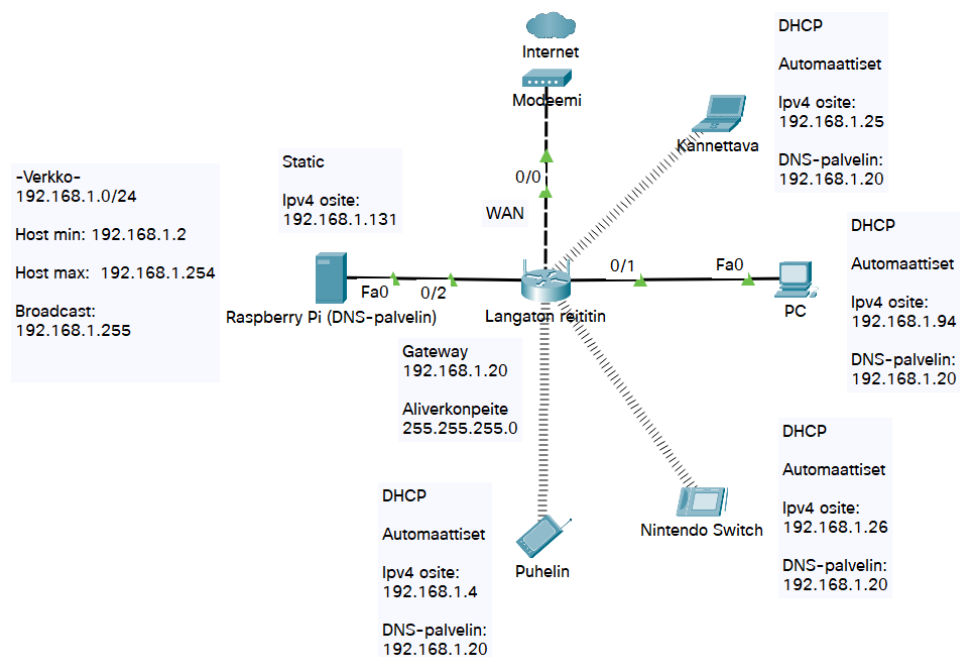 Internet
Modeemi
0/0
WAN
DHCP
Automaattiset
Ipv4 osite:
192.168.1.25
DNS-palvelin:
192.168.1.20
Kannettava
-Verkko-
192.168.1.0/24
Host min: 192.168.1.2
Host max: 192.168.1.254
Broadcast:
192.168.1.255
Static
Ipv4 osite:
192.168.1.131
Fa0
0/2
Raspberry Pi (DNS-palvelin)
Langaton reititin
0/1
Fa0
PC
DHCP
Automaattiset
Ipv4 osite:
192.168.1.94
DNS-palvelin:
192.168.1.20
Gateway
192.168.1.20
Aliverkonpeite
255.255.255.0
DHCP
Automaattiset
Ipv4 osite:
192.168.1.4
DNS-palvelin:
192.168.1.20
Puhelin
Nintendo Switch
DHCP
Automaattiset
Ipv4 osite:
192.168.1.26
DNS-palvelin:
192.168.1.20